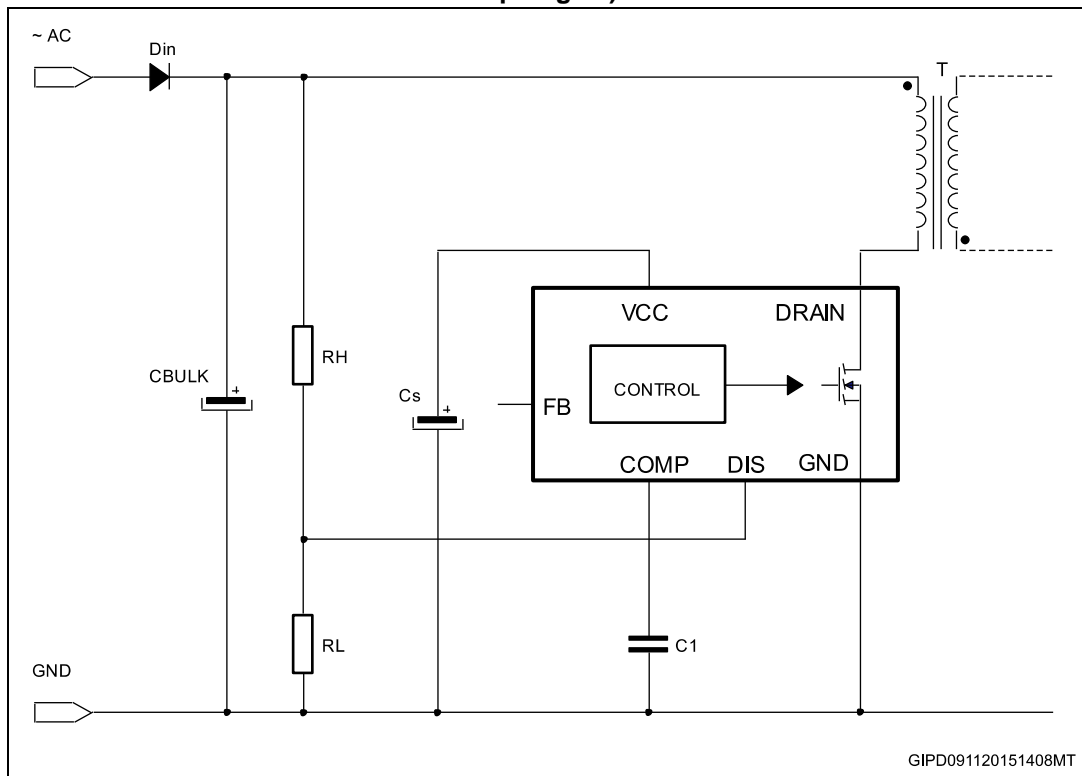 ~ AC
Din
T
VCC
DRAIN
RH
CBULK
+
Cs
+
CONTROL
FB
COMP
DIS
GND
RL
C1
GND
GIPD091120151408MT